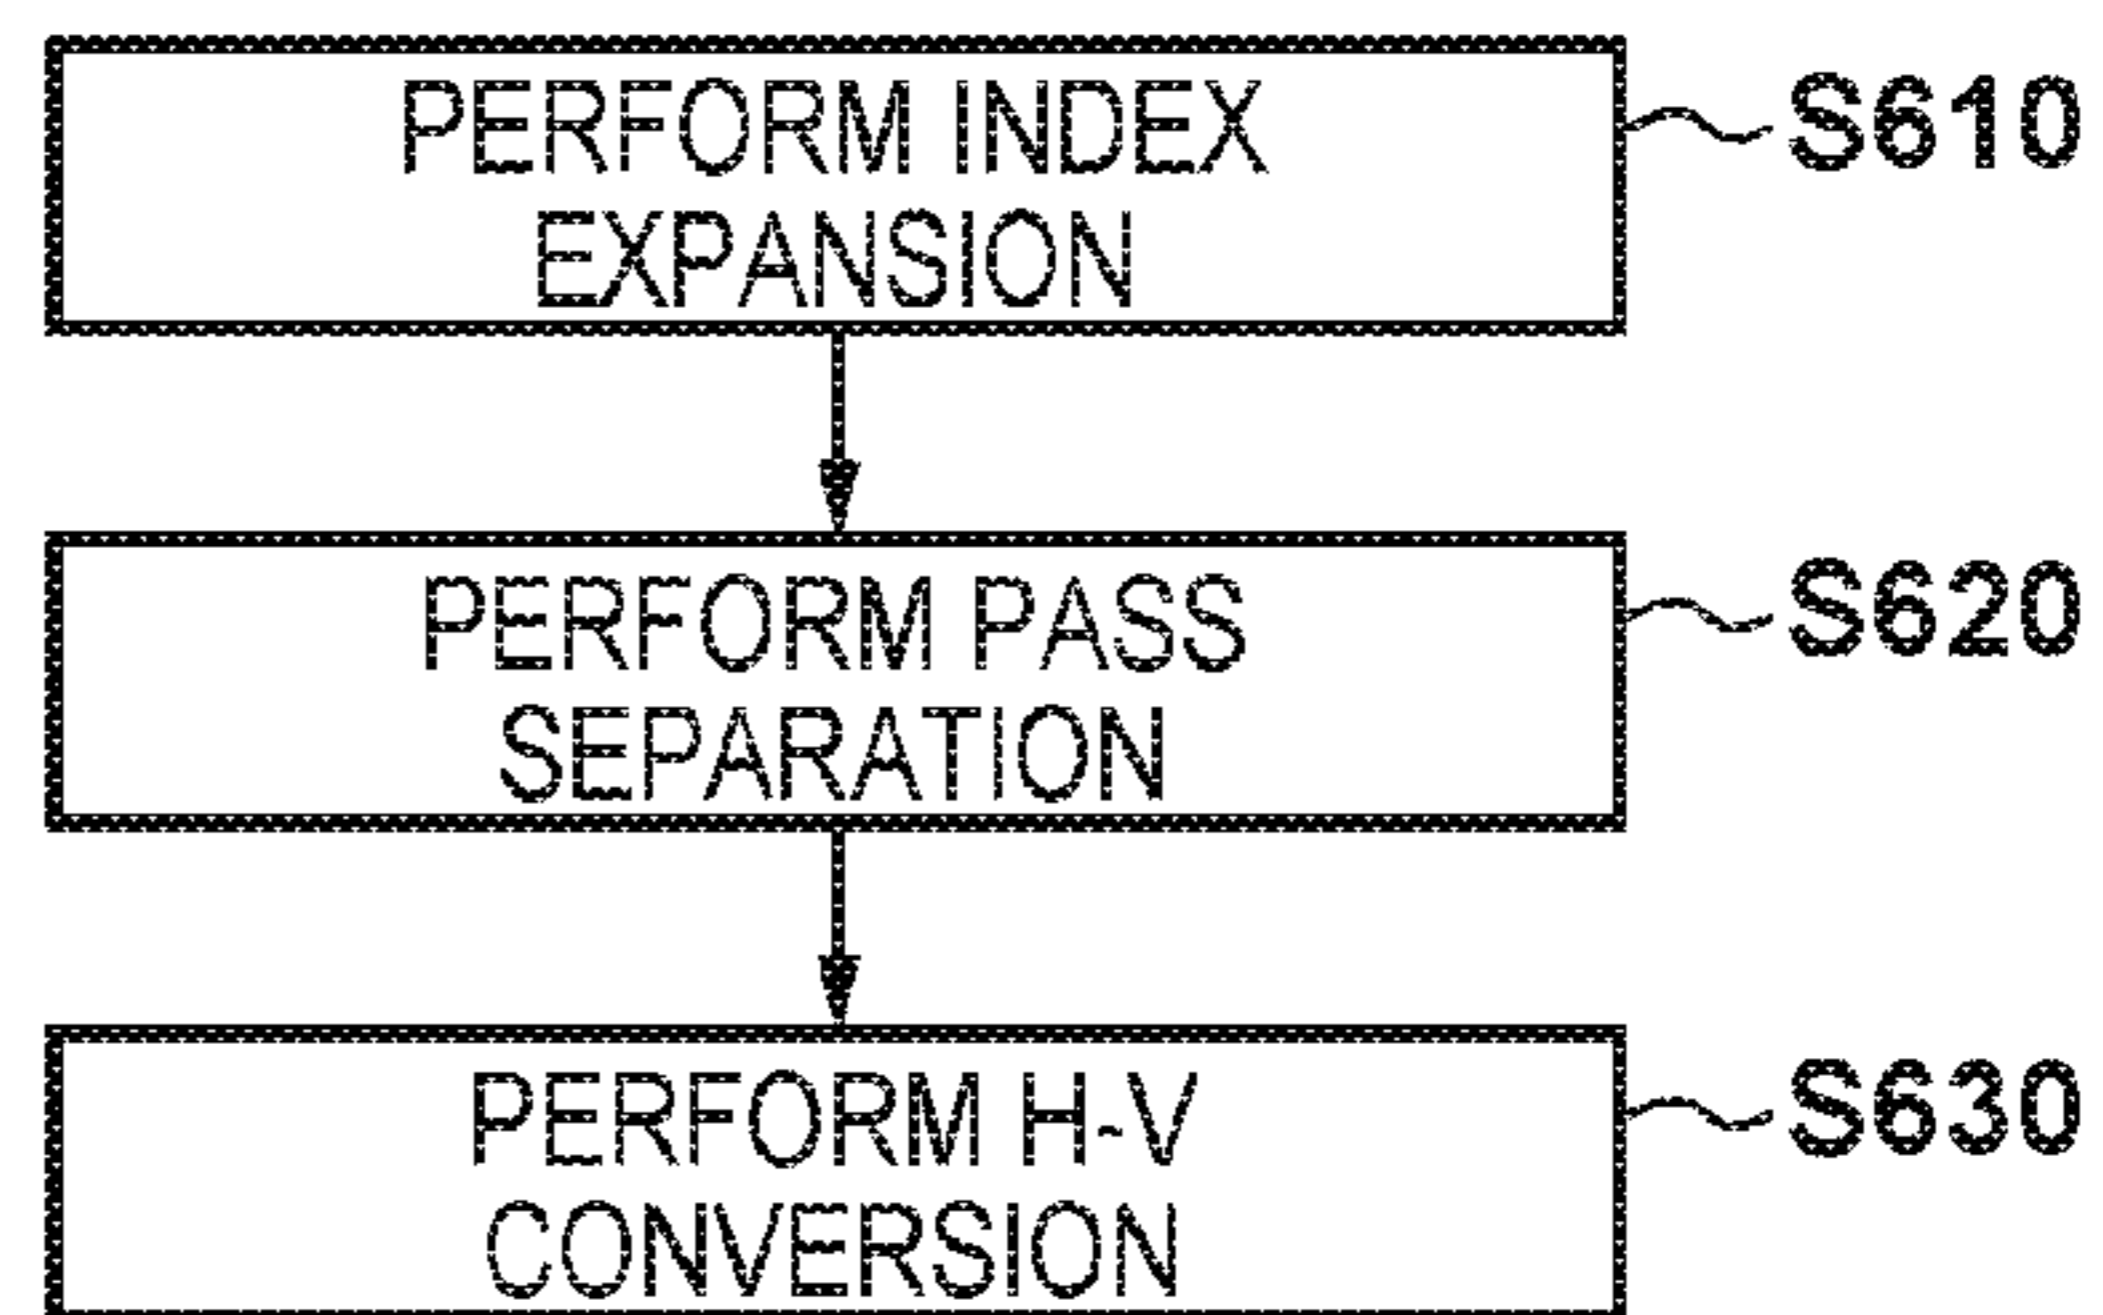 PERFORM INDEX
EXPANSION
S610
PERFORM PASS
SEPARATION
S620
PERFORM H-V
CONVERSION
S630